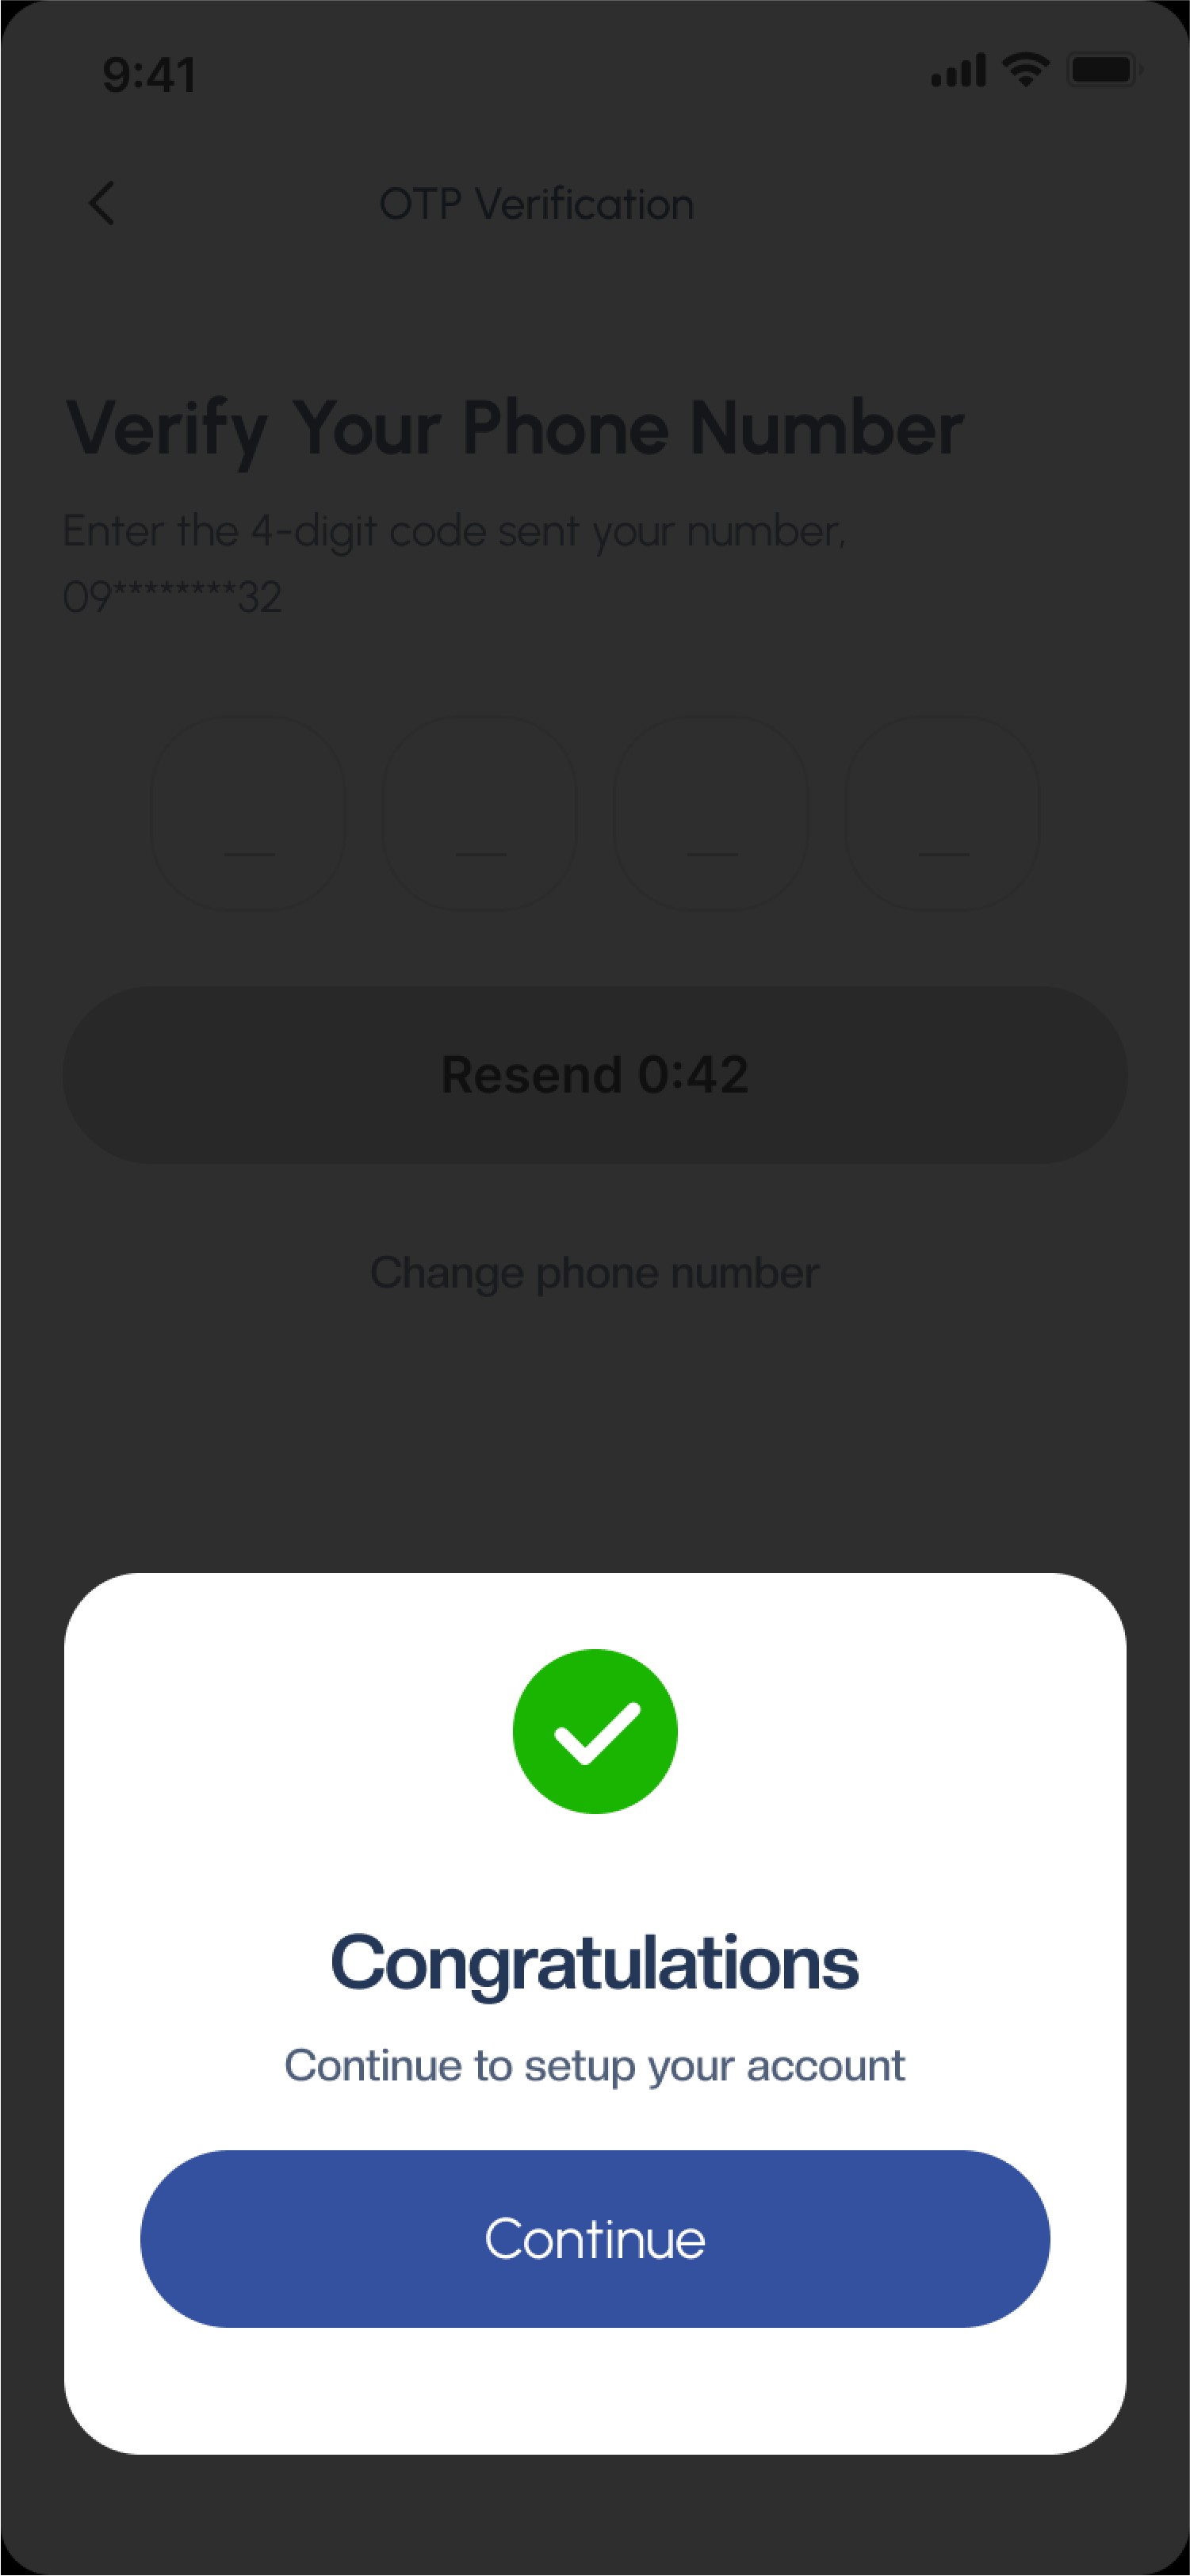 9:41
OTP Verification
Verify Your Phone Number
Enter the 4-digit code sent your number,
09********32
Resend 0:42
Change phone number
Congratulations
Continue to setup your account
Continue